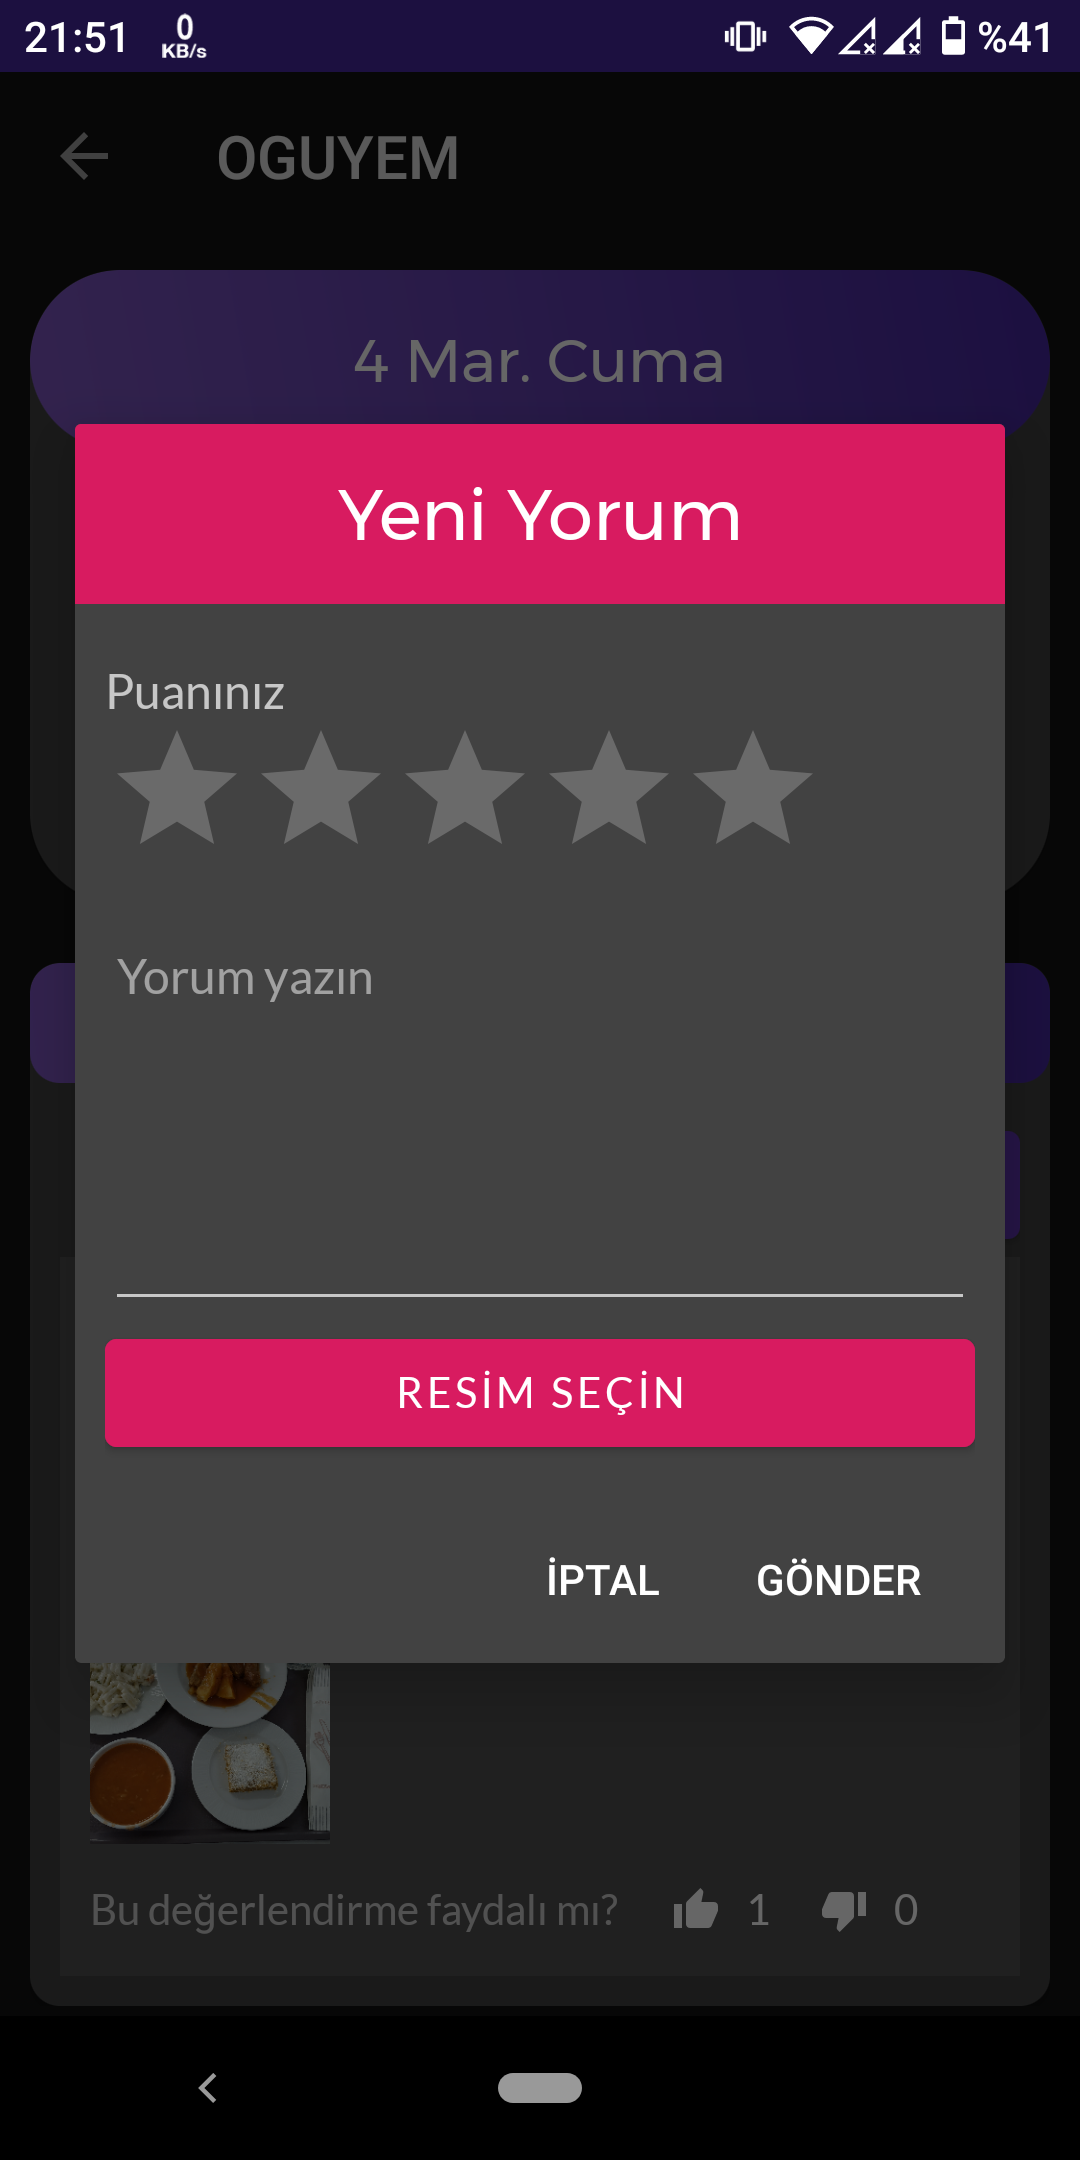 21:51 0 KB/s %41
OGUYEM
4 Mar. Cuma
Yeni Yorum
Puanınız
Yorum yazın
RESİM SEÇİN
İPTAL GÖNDER
Bu değerlendirme faydalı mı? 1 0